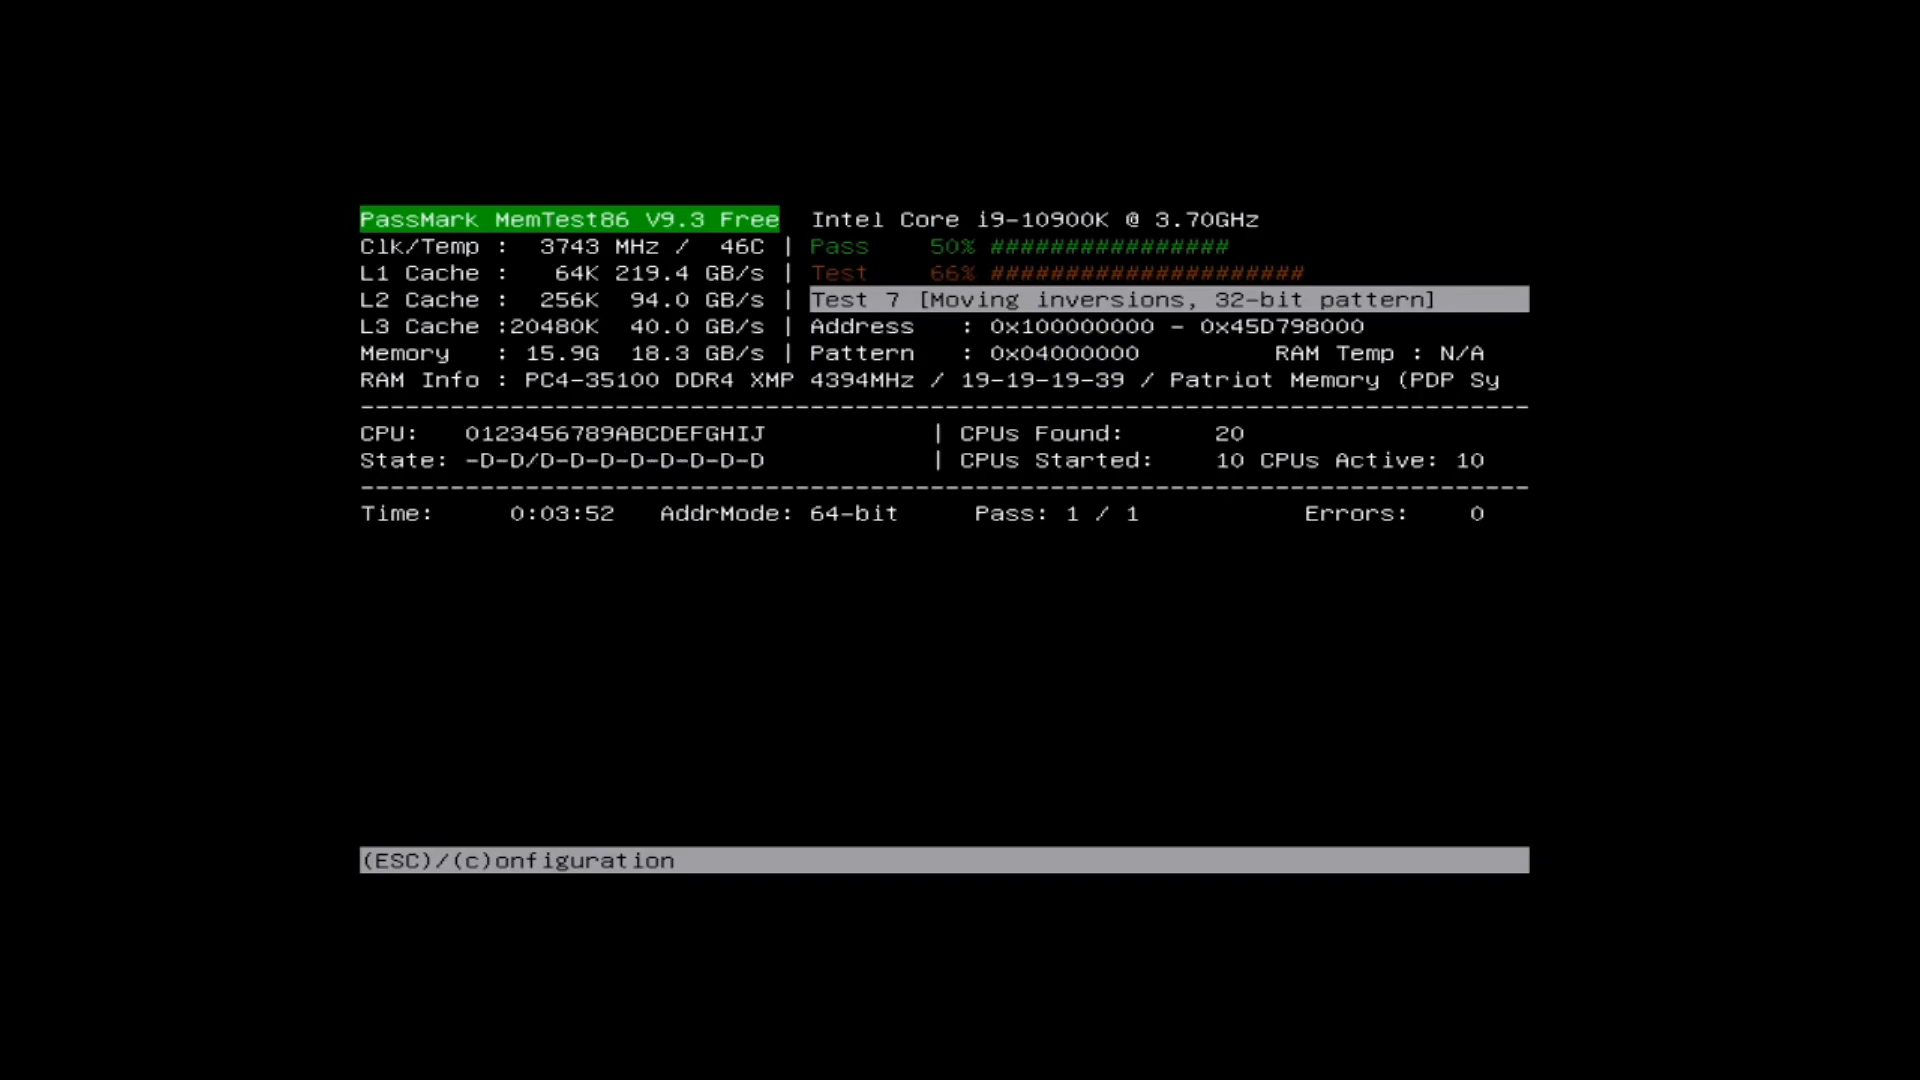 PassMark MemTest86 V9.3 Free Intel Core i9-10900K @ 3.70GHz
Clk/Temp : 3743 MHz / 46C | Pass 50% ################
L1 Cache : 64K 219.4 GB/s | Test 66% #####################
L2 Cache : 256K 94.0 GB/s | Test 7 [Moving inversions, 32-bit pattern]
L3 Cache :20480K 40.0 GB/s | Address : 0x100000000 - 0x45D798000
Memory : 15.9G 18.3 GB/s | Pattern : 0x04000000 RAM Temp : N/A
RAM Info : PC4-35100 DDR4 XMP 4394MHz / 19-19-19-39 / Patriot Memory (PDP Sy
------------------------------------------------------------------------------
CPU: 0123456789ABCDEFGHIJ | CPUs Found: 20
State: -D-D/D-D-D-D-D-D-D-D | CPUs Started: 10 CPUs Active: 10
------------------------------------------------------------------------------
Time: 0:03:52 AddrMode: 64-bit Pass: 1 / 1 Errors: 0
(ESC)/(c)onfiguration